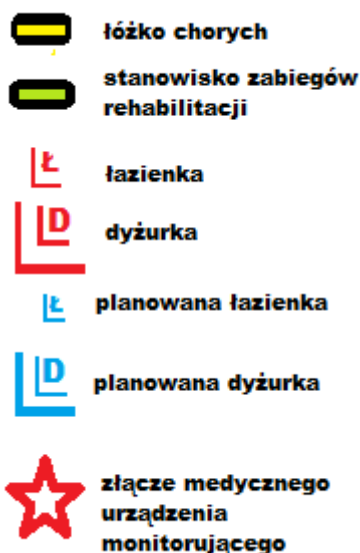 łóżko chorych
stanowisko zabiegów
rehabilitacji
Ł
łazienka
D
dyżurka
Ł
planowana łazienka
D
planowana dyżurka
złącze medycznego
urządzenia
monitorującego